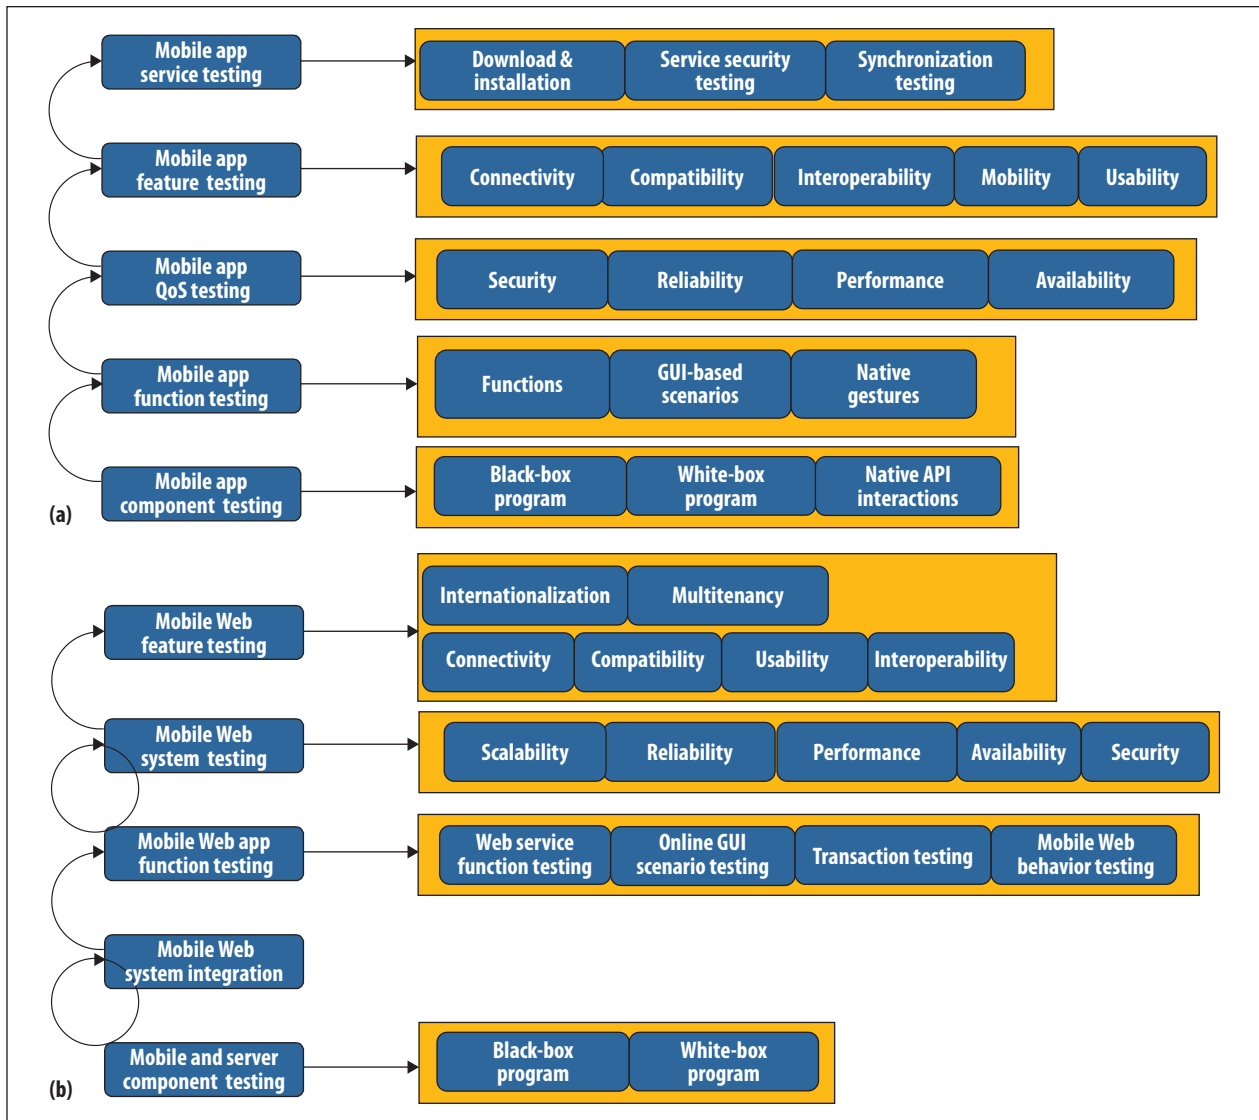 Mobile app
service testing
Download &
installation
Service security
testing
Synchronization
testing
Mobile app
feature testing
Connectivity
Compatibility
Interoperability
Mobility
Usability
Mobile app
QoS testing
Security
Reliability
Performance
Availability
Mobile app
function testing
Functions
GUI-based
scenarios
Native
gestures
Mobile app
component testing
Black-box
program
White-box
program
Native API
interactions
(a)
Mobile Web
feature testing
Internationalization
Multitenancy
Connectivity
Compatibility
Usability
Interoperability
Mobile Web
system testing
Scalability
Reliability
Performance
Availability
Security
Mobile Web app
function testing
Web service
function testing
Online GUI
scenario testing
Transaction testing
Mobile Web
behavior testing
Mobile Web
system integration
Mobile and server
component testing
Black-box
program
White-box
program
(b)